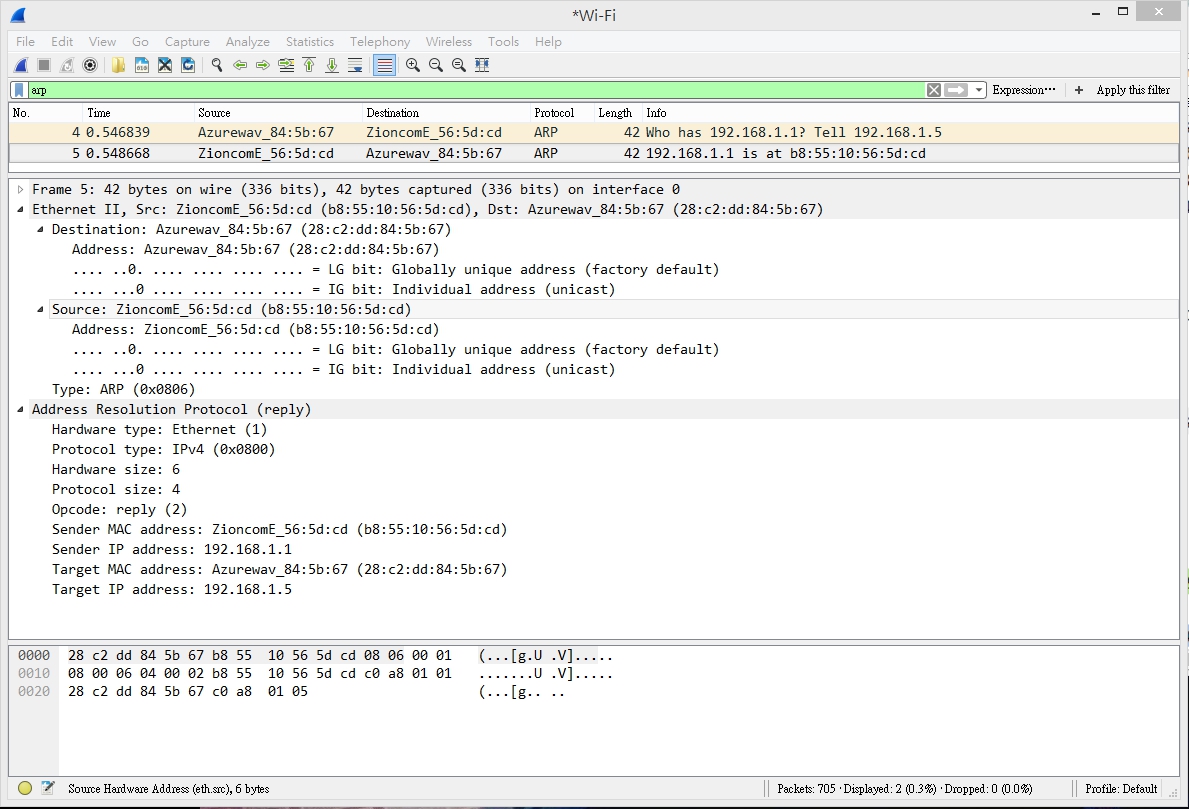 *Wi-Fi
File Edit View Go Capture Analyze Statistics Telephony Wireless Tools Help
arp Expression… + Apply this filter
No. Time Source Destination Protocol Length Info
4 0.546839 Azurewav_84:5b:67 ZioncomE_56:5d:cd ARP 42 Who has 192.168.1.1? Tell 192.168.1.5
5 0.548668 ZioncomE_56:5d:cd Azurewav_84:5b:67 ARP 42 192.168.1.1 is at b8:55:10:56:5d:cd
Frame 5: 42 bytes on wire (336 bits), 42 bytes captured (336 bits) on interface 0
Ethernet II, Src: ZioncomE_56:5d:cd (b8:55:10:56:5d:cd), Dst: Azurewav_84:5b:67 (28:c2:dd:84:5b:67)
Destination: Azurewav_84:5b:67 (28:c2:dd:84:5b:67)
Address: Azurewav_84:5b:67 (28:c2:dd:84:5b:67)
.... ..0. .... .... .... .... = LG bit: Globally unique address (factory default)
.... ...0 .... .... .... .... = IG bit: Individual address (unicast)
Source: ZioncomE_56:5d:cd (b8:55:10:56:5d:cd)
Address: ZioncomE_56:5d:cd (b8:55:10:56:5d:cd)
.... ..0. .... .... .... .... = LG bit: Globally unique address (factory default)
.... ...0 .... .... .... .... = IG bit: Individual address (unicast)
Type: ARP (0x0806)
Address Resolution Protocol (reply)
Hardware type: Ethernet (1)
Protocol type: IPv4 (0x0800)
Hardware size: 6
Protocol size: 4
Opcode: reply (2)
Sender MAC address: ZioncomE_56:5d:cd (b8:55:10:56:5d:cd)
Sender IP address: 192.168.1.1
Target MAC address: Azurewav_84:5b:67 (28:c2:dd:84:5b:67)
Target IP address: 192.168.1.5
0000 28 c2 dd 84 5b 67 b8 55 10 56 5d cd 08 06 00 01 (...[g.U .V].....
0010 08 00 06 04 00 02 b8 55 10 56 5d cd c0 a8 01 01 .......U .V].....
0020 28 c2 dd 84 5b 67 c0 a8 01 05 (...[g.. ..
Source Hardware Address (eth.src), 6 bytes Packets: 705 · Displayed: 2 (0.3%) · Dropped: 0 (0.0%) Profile: Default